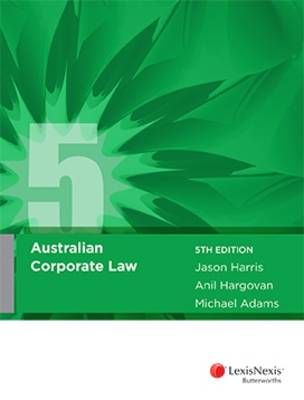 5
Australian
Corporate Law
5TH EDITION
Jason Harris
Anil Hargovan
Michael Adams
LexisNexis®
Butterworths